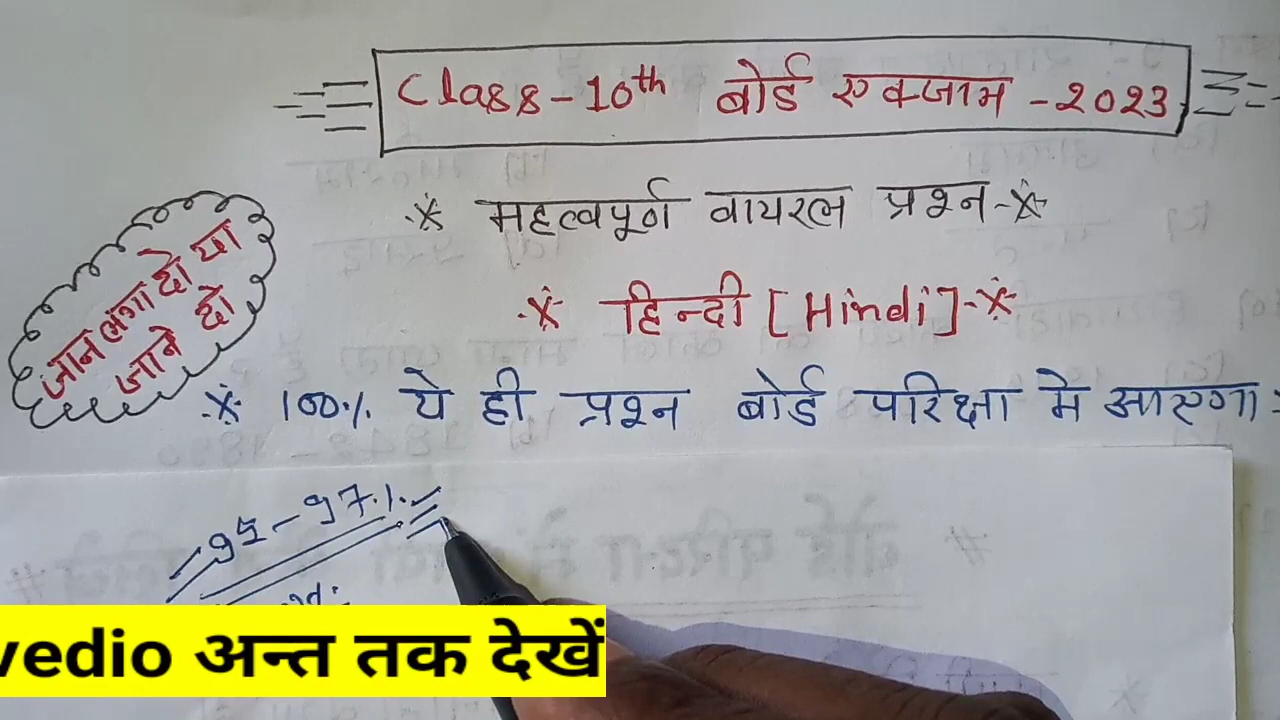 Class-10th बोर्ड एक्जाम -2023
* महत्वपूर्ण वायरल प्रश्न-*
जान लगा दो या
जाने दो
* हिन्दी [Hindi]-*
* 100% ये ही प्रश्न बोर्ड परिक्षा मे आएगा
95-97%
vedio अन्त तक देखें